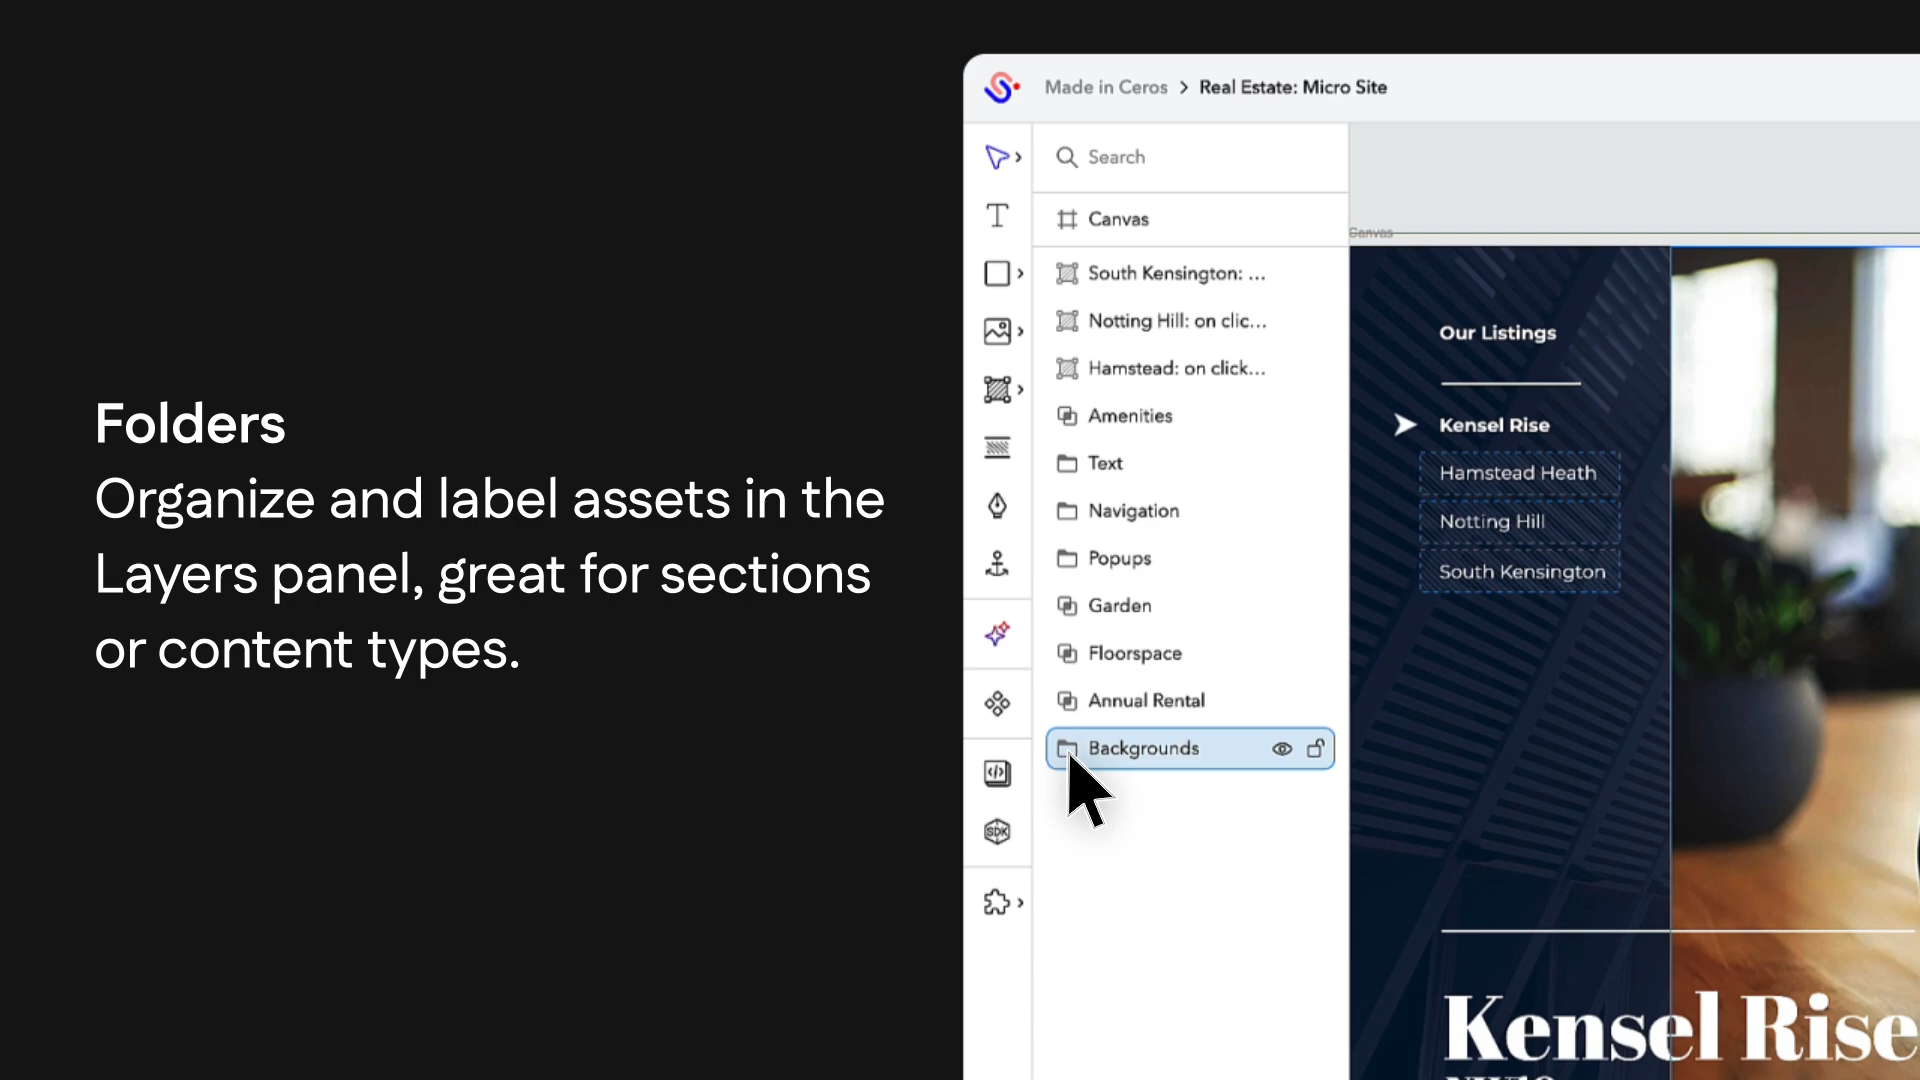 Folders
Organize and label assets in the
Layers panel, great for sections
or content types.
Made in Ceros > Real Estate: Micro Site
Search
Canvas
South Kensington: ...
Notting Hill: on clic...
Hamstead: on click...
Amenities
Text
Navigation
Popups
Garden
Floorspace
Annual Rental
Backgrounds
SDK
Canvas
Our Listings
Kensel Rise
Hamstead Heath
Notting Hill
South Kensington
Kensel Rise